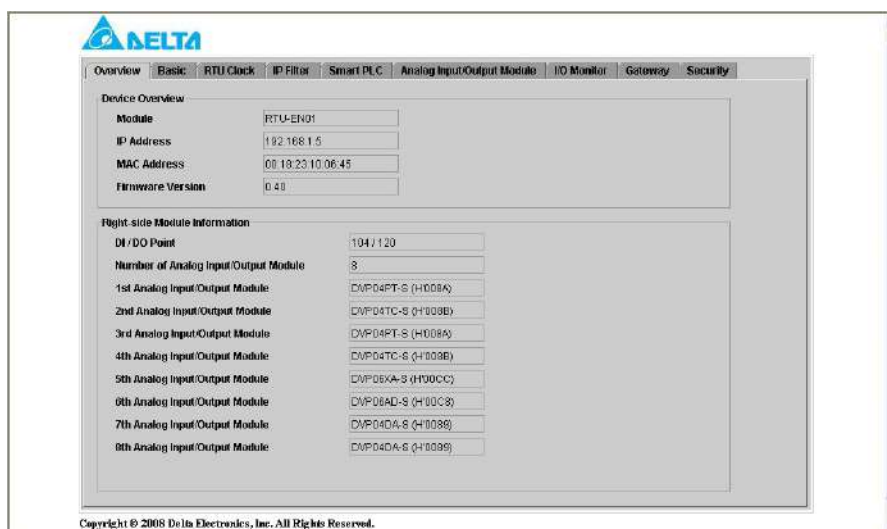 DELTA
Overview Basic RTU Clock IP Filter Smart PLC Analog Input/Output Module I/O Monitor Gateway Security
Device Overview
Module RTU-EN01
IP Address 192.168.1.5
MAC Address 00.18.23.10.06.45
Firmware Version 0.40
Right-side Module Information
DI / DO Point 104 / 120
Number of Analog Input/Output Module 8
1st Analog Input/Output Module DVP04PT-S (H'008A)
2nd Analog Input/Output Module DVP04TC-S (H'008B)
3rd Analog Input/Output Module DVP04PT-S (H'008A)
4th Analog Input/Output Module DVP04TC-S (H'008B)
5th Analog Input/Output Module DVP06XA-S (H'00CC)
6th Analog Input/Output Module DVP06AD-S (H'00C8)
7th Analog Input/Output Module DVP04DA-S
8th Analog Input/Output Module DVP04DA-S
Copyright © 2008 Delta Electronics, Inc. All Rights Reserved.